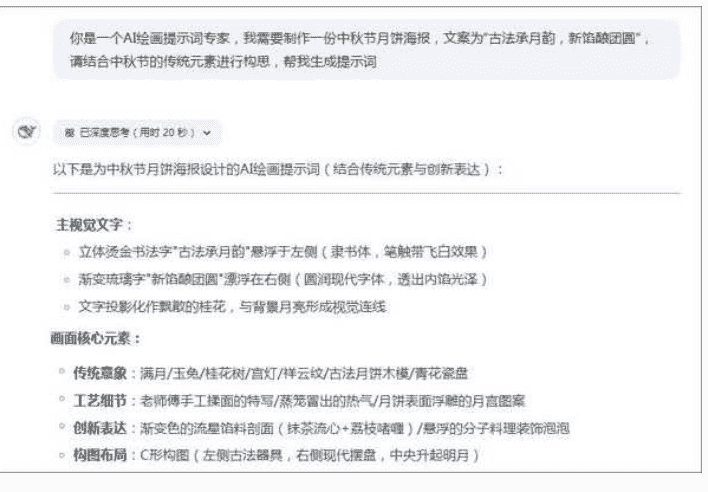 你是一个AI绘画提示词专家，我需要制作一份中秋节月饼海报，文案为“古法承月韵，新馅酿团圆”，
请结合中秋节的传统元素进行构思，帮我生成提示词
已深度思考（用时 20 秒）
以下是为中秋节月饼海报设计的AI绘画提示词（结合传统元素与创新表达）：
主视觉文字：
◦ 立体烫金书法字"古法承月韵"悬浮于左侧（隶书体，笔触带飞白效果）
◦ 渐变琉璃字"新馅酿团圆"漂浮在右侧（圆润现代字体，透出内馅光泽）
◦ 文字投影化作飘散的桂花，与背景月亮形成视觉连线
画面核心元素：
◦ 传统意象：满月/玉兔/桂花树/宫灯/祥云纹/古法月饼木模/青花瓷盘
◦ 工艺细节：老师傅手工揉面的特写/蒸笼冒出的热气/月饼表面浮雕的月宫图案
◦ 创新表达：渐变色的流星馅料剖面（抹茶流心+荔枝啫喱）/悬浮的分子料理装饰泡泡
◦ 构图布局：C形构图（左侧古法器具，右侧现代摆盘，中央升起明月）